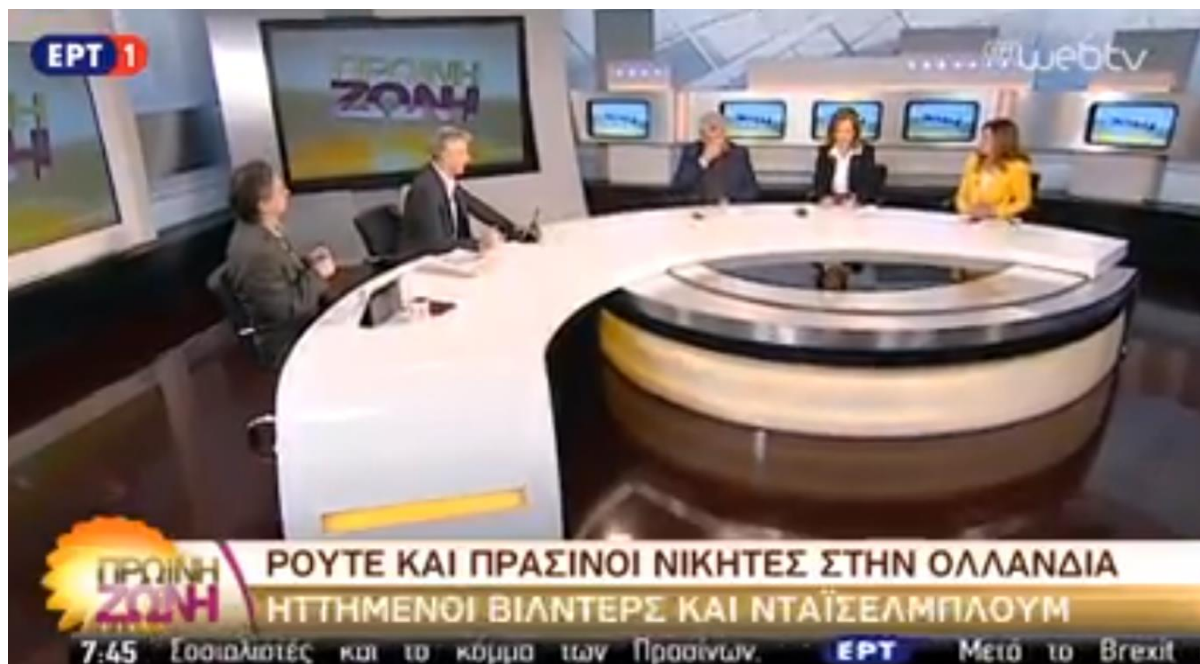 ΕΡΤ 1
webtv
ΠΡΩΙΝΗ
ΖΩΝΗ
ΡΟΥΤΕ ΚΑΙ ΠΡΑΣΙΝΟΙ ΝΙΚΗΤΕΣ ΣΤΗΝ ΟΛΛΑΝΔΙΑ
ΠΡΩΙΝΗ
ΖΩΝΗ
ΗΤΤΗΜΕΝΟΙ ΒΙΛΝΤΕΡΣ ΚΑΙ ΝΤΑΪΣΕΛΜΠΛΟΥΜ
7:45 Σοσιαλιστές και το κόμμα των Πρασίνων. ΕΡΤ Μετά το Brexit